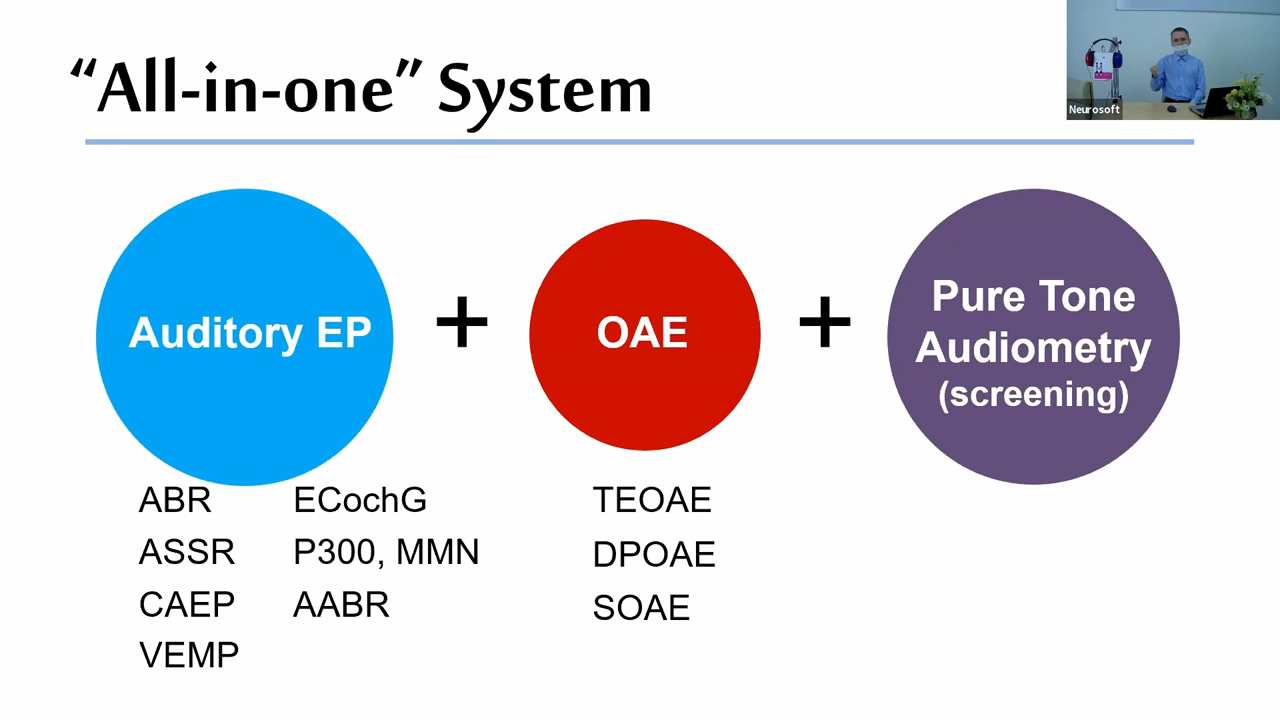 “All-in-one” System
Neurosoft
Auditory EP
+
OAE
+
Pure Tone
Audiometry
(screening)
ABR
ECochG
ASSR
P300, MMN
CAEP
AABR
VEMP
TEOAE
DPOAE
SOAE